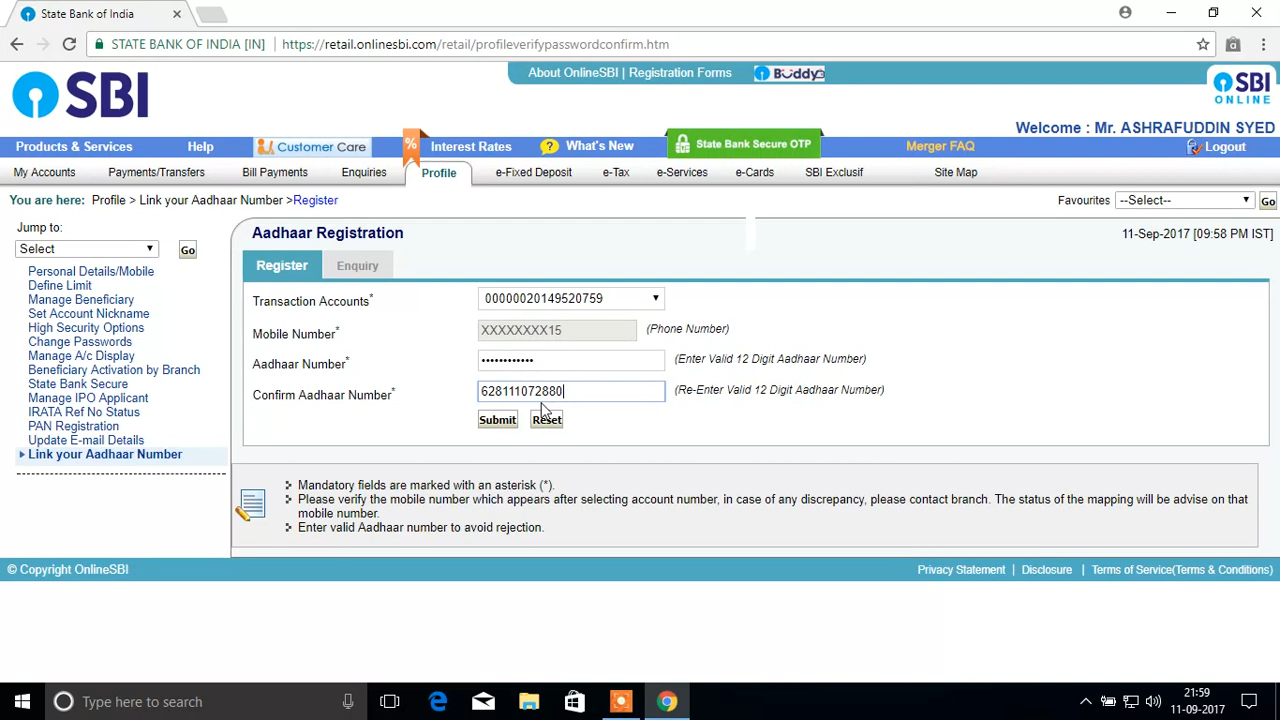 State Bank of India
STATE BANK OF INDIA [IN] https://retail.onlinesbi.com/retail/profileverifypasswordconfirm.htm
About OnlineSBI | Registration Forms Buddy
SBI
SBI
ONLINE
Welcome : Mr. ASHRAFUDDIN SYED
Products & Services Help Customer Care % Interest Rates ? What's New State Bank Secure OTP Merger FAQ Logout
My Accounts Payments/Transfers Bill Payments Enquiries Profile e-Fixed Deposit e-Tax e-Services e-Cards SBI Exclusif Site Map
You are here: Profile > Link your Aadhaar Number >Register Favourites --Select-- Go
Jump to:
Select Go
Personal Details/Mobile
Define Limit
Manage Beneficiary
Set Account Nickname
High Security Options
Change Passwords
Manage A/c Display
Beneficiary Activation by Branch
State Bank Secure
Manage IPO Applicant
IRATA Ref No Status
PAN Registration
Update E-mail Details
Link your Aadhaar Number
Aadhaar Registration 11-Sep-2017 [09:58 PM IST]
Register Enquiry
Transaction Accounts* 00000020149520759
Mobile Number* XXXXXXXX15 (Phone Number)
Aadhaar Number* •••••••••••• (Enter Valid 12 Digit Aadhaar Number)
Confirm Aadhaar Number* 628111072880 (Re-Enter Valid 12 Digit Aadhaar Number)
Submit Reset
Mandatory fields are marked with an asterisk (*).
Please verify the mobile number which appears after selecting account number, in case of any discrepancy, please contact branch. The status of the mapping will be advise on that
mobile number.
Enter valid Aadhaar number to avoid rejection.
© Copyright OnlineSBI Privacy Statement | Disclosure | Terms of Service(Terms & Conditions)
Type here to search
21:59
11-09-2017